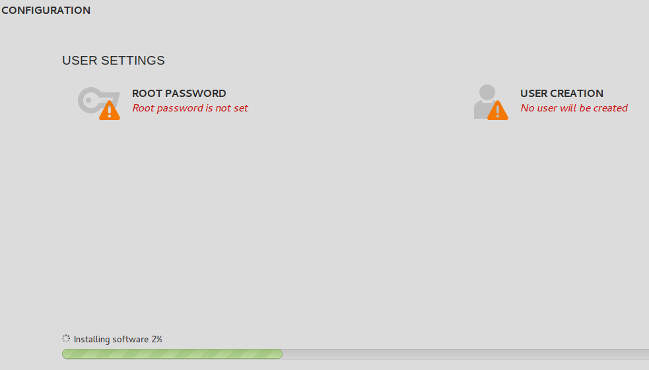 CONFIGURATION
USER SETTINGS
ROOT PASSWORD
Root password is not set
USER CREATION
No user will be created
Installing software 2%